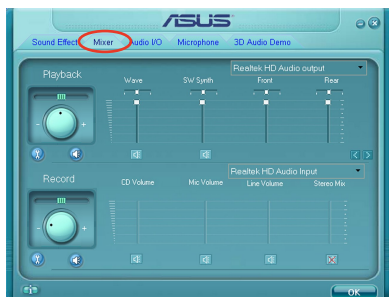 ASUS
Sound Effect Mixer Audio I/O Microphone 3D Audio Demo
Realtek HD Audio output
Playback
Wave SW Synth Front Rear
Realtek HD Audio Input
Record
CD Volume Mic Volume Line Volume Stereo Mix
OK